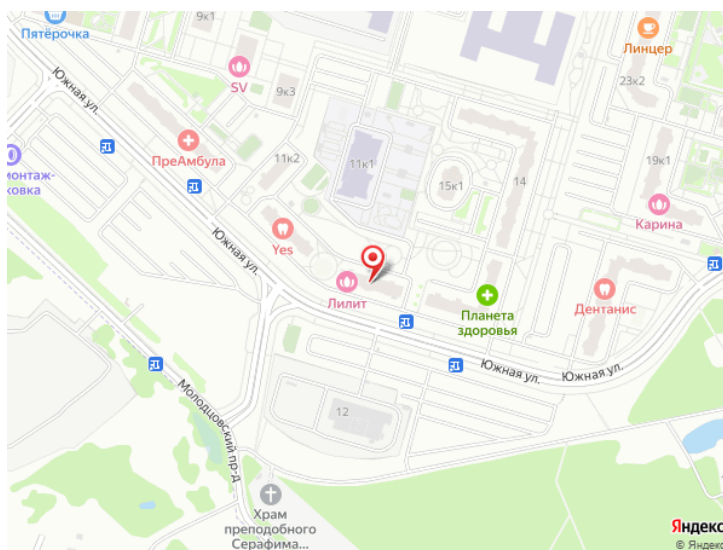 Пятёрочка
9к1
Линцер
23к2
Южная ул.
SV
9к3
ПреАмбула
11к2
11к1
15к1
14
19к1
Карина
монтаж-
ковка
Yes
Южная ул.
Лилит
Планета
здоровья
Дентанис
Южная ул.
Южная ул.
12
Молодцовский пр-д
Храм
преподобного
Серафима...
Яндекс
© Яндекс